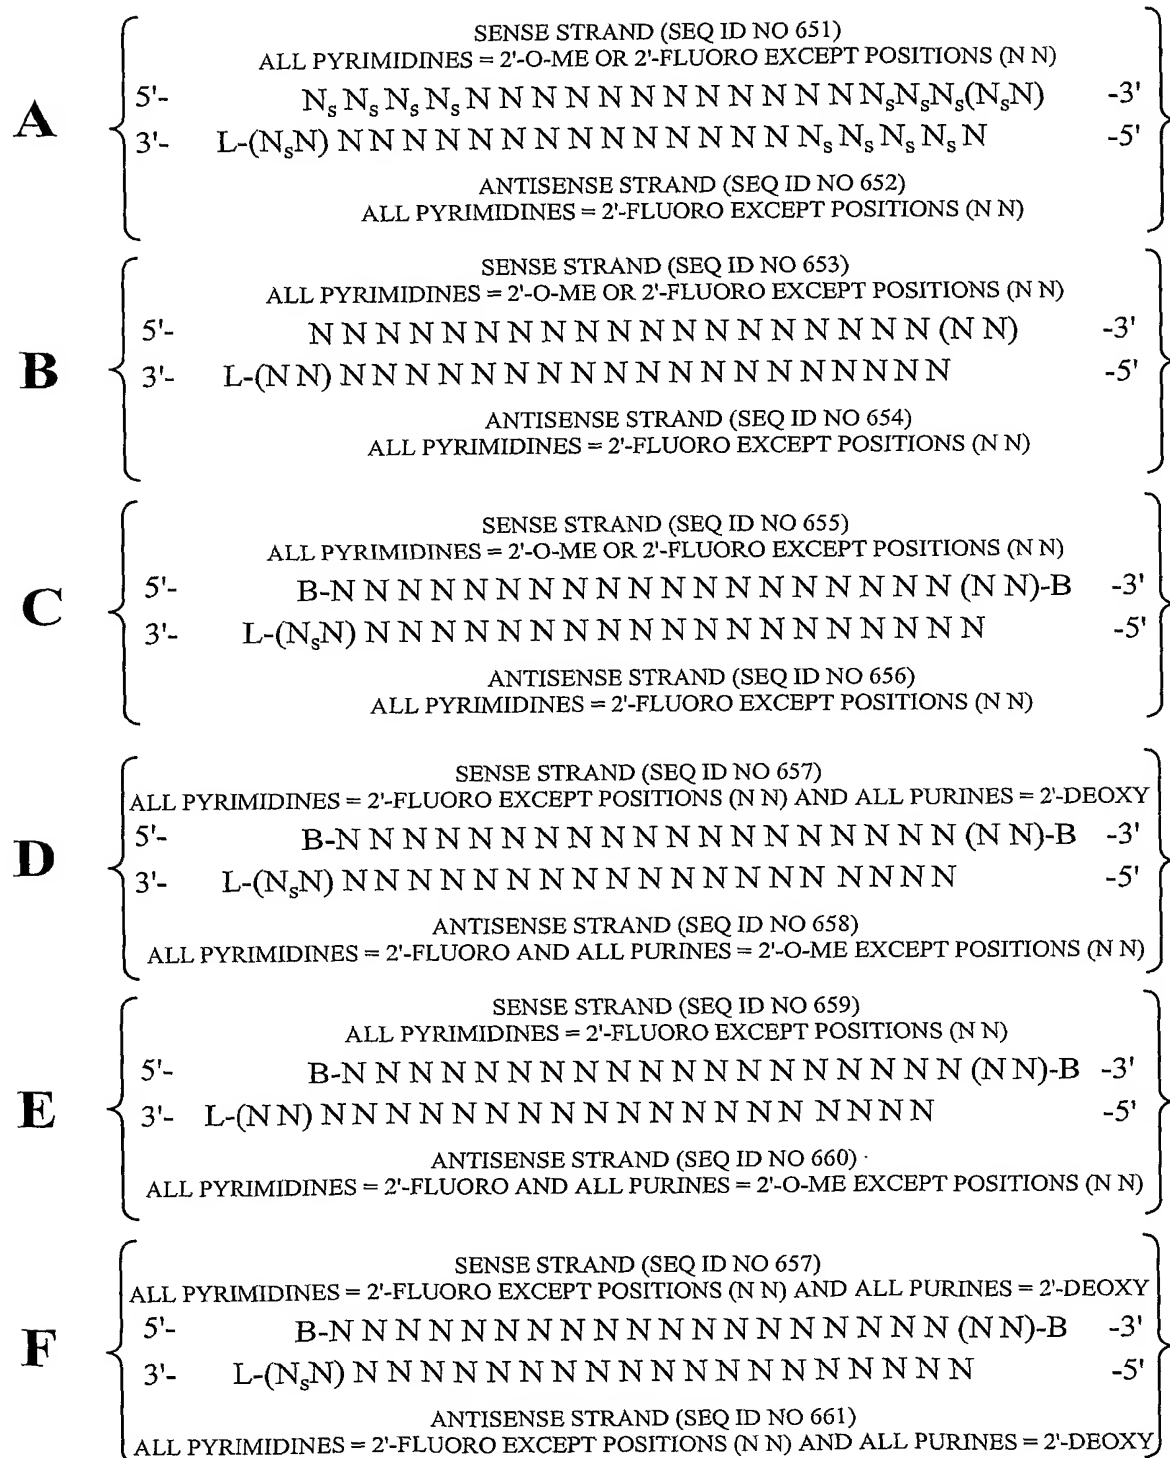 A
SENSE STRAND (SEQ ID NO 651)
ALL PYRIMIDINES = 2'-O-ME OR 2'-FLUORO EXCEPT POSITIONS (N N)
5'- NₛNₛNₛNₛN N N N N N N N N N N N NₛNₛNₛ(NₛN) -3'
3'- L-(NₛN) N N N N N N N N N N N N N N NₛNₛNₛNₛN -5'
ANTISENSE STRAND (SEQ ID NO 652)
ALL PYRIMIDINES = 2'-FLUORO EXCEPT POSITIONS (N N)
B
SENSE STRAND (SEQ ID NO 653)
ALL PYRIMIDINES = 2'-O-ME OR 2'-FLUORO EXCEPT POSITIONS (N N)
5'- N N N N N N N N N N N N N N N N N N N (N N) -3'
3'- L-(N N) N N N N N N N N N N N N N N N N N N N -5'
ANTISENSE STRAND (SEQ ID NO 654)
ALL PYRIMIDINES = 2'-FLUORO EXCEPT POSITIONS (N N)
C
SENSE STRAND (SEQ ID NO 655)
ALL PYRIMIDINES = 2'-O-ME OR 2'-FLUORO EXCEPT POSITIONS (N N)
5'- B-N N N N N N N N N N N N N N N N N N N (N N)-B -3'
3'- L-(NₛN) N N N N N N N N N N N N N N N N N N N -5'
ANTISENSE STRAND (SEQ ID NO 656)
ALL PYRIMIDINES = 2'-FLUORO EXCEPT POSITIONS (N N)
D
SENSE STRAND (SEQ ID NO 657)
ALL PYRIMIDINES = 2'-FLUORO EXCEPT POSITIONS (N N) AND ALL PURINES = 2'-DEOXY
5'- B-N N N N N N N N N N N N N N N N N N N (N N)-B -3'
3'- L-(NₛN) N N N N N N N N N N N N N N N N N N N -5'
ANTISENSE STRAND (SEQ ID NO 658)
ALL PYRIMIDINES = 2'-FLUORO AND ALL PURINES = 2'-O-ME EXCEPT POSITIONS (N N)
E
SENSE STRAND (SEQ ID NO 659)
ALL PYRIMIDINES = 2'-FLUORO EXCEPT POSITIONS (N N)
5'- B-N N N N N N N N N N N N N N N N N N N (N N)-B -3'
3'- L-(N N) N N N N N N N N N N N N N N N N N N N -5'
ANTISENSE STRAND (SEQ ID NO 660)
ALL PYRIMIDINES = 2'-FLUORO AND ALL PURINES = 2'-O-ME EXCEPT POSITIONS (N N)
F
SENSE STRAND (SEQ ID NO 657)
ALL PYRIMIDINES = 2'-FLUORO EXCEPT POSITIONS (N N) AND ALL PURINES = 2'-DEOXY
5'- B-N N N N N N N N N N N N N N N N N N N (N N)-B -3'
3'- L-(NₛN) N N N N N N N N N N N N N N N N N N N -5'
ANTISENSE STRAND (SEQ ID NO 661)
ALL PYRIMIDINES = 2'-FLUORO EXCEPT POSITIONS (N N) AND ALL PURINES = 2'-DEOXY